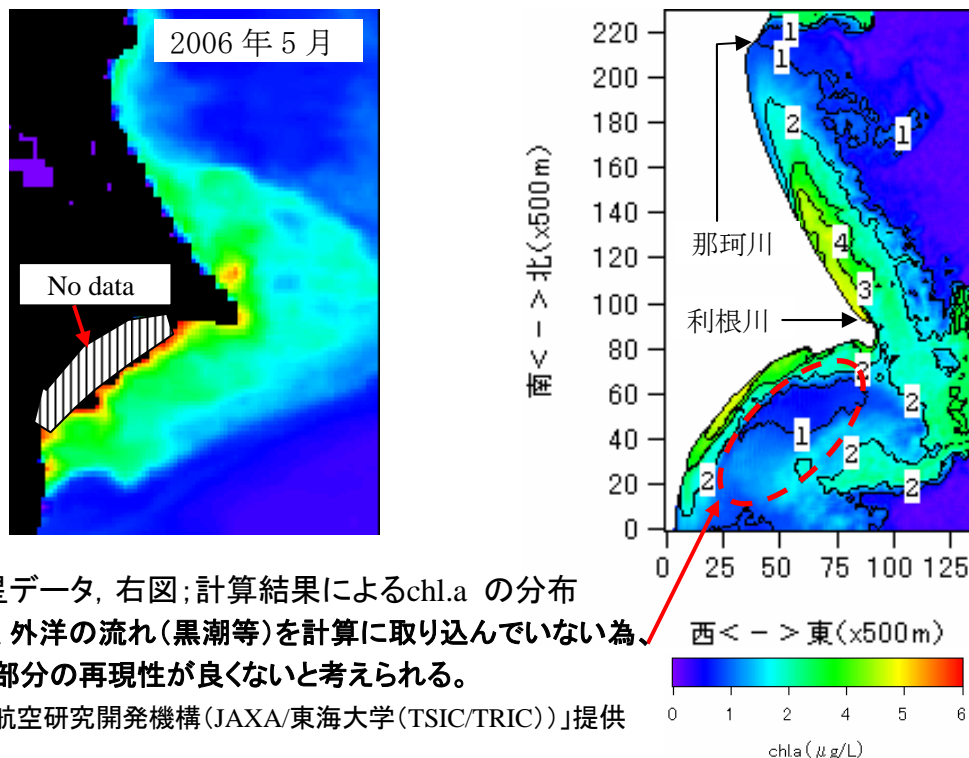 2006 年 5 月
No data
220
200
180
160
140
120
100
80
60
40
20
0
南< − >北(x500m)
1
1
2
1
4
3
2
2
1
2
2
2
那珂川
利根川
0 25 50 75 100 125
西< − >東(x500m)
星データ, 右図;計算結果によるchl.a の分布
外洋の流れ(黒潮等)を計算に取り込んでいない為、
部分の再現性が良くないと考えられる。
航空研究開発機構(JAXA/東海大学(TSIC/TRIC))」提供
0 1 2 4 5 6
chl.a(μg/L)